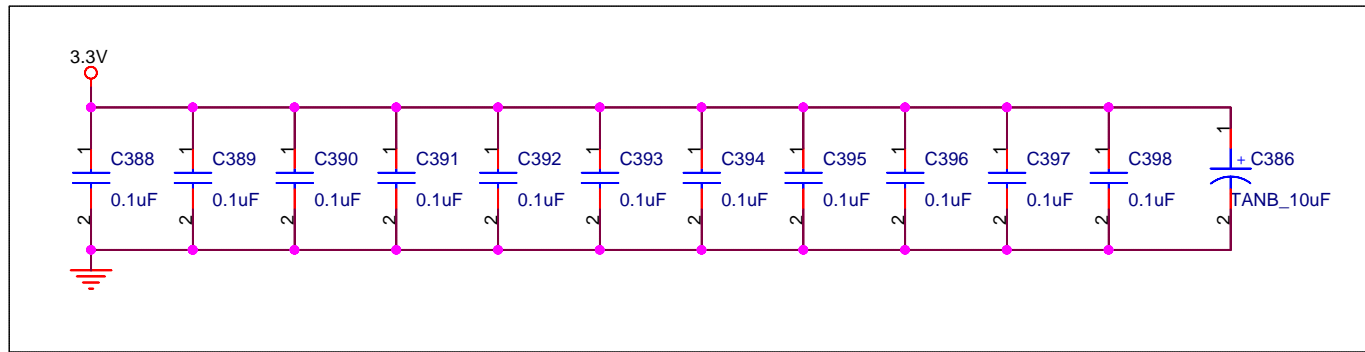 3.3V
1 1 1 1 1 1 1 1 1 1 1 1
C388 C389 C390 C391 C392 C393 C394 C395 C396 C397 C398 + C386
0.1uF 0.1uF 0.1uF 0.1uF 0.1uF 0.1uF 0.1uF 0.1uF 0.1uF 0.1uF 0.1uF TANB_10uF
2 2 2 2 2 2 2 2 2 2 2 2